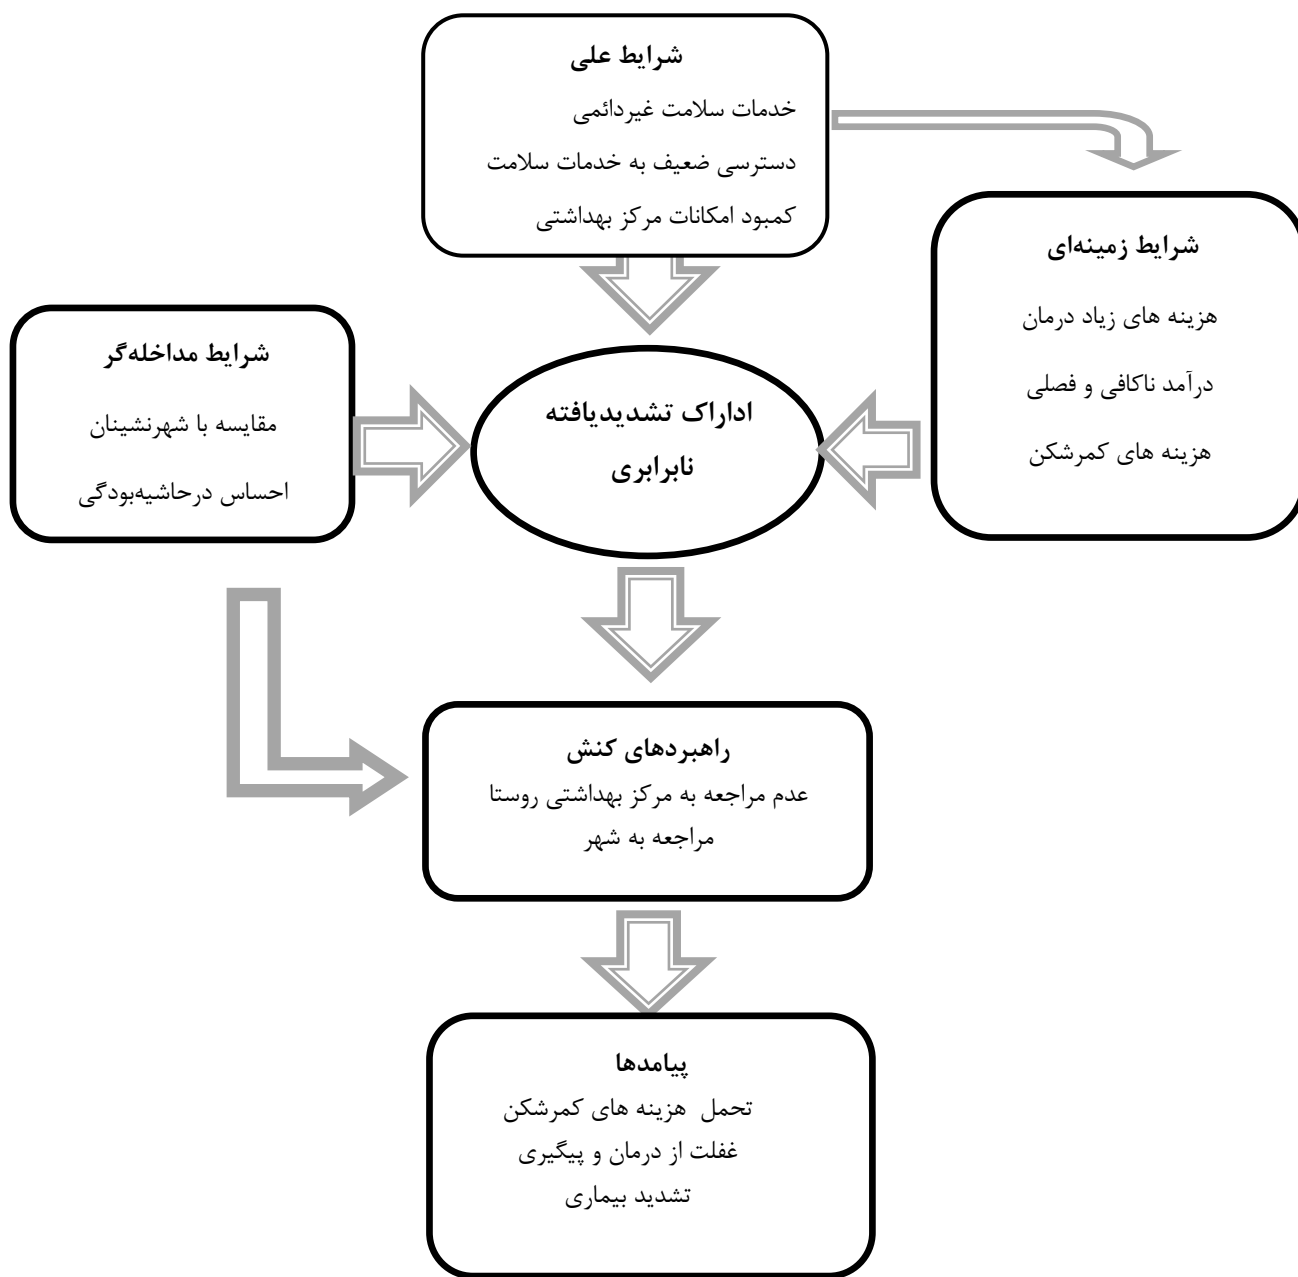 شرایط علی
خدمات سلامت غیردائمی
دسترسی ضعیف به خدمات سلامت
کمبود امکانات مرکز بهداشتی
شرایط زمینه‌ای
هزینه های زیاد درمان
درآمد ناکافی و فصلی
هزینه های کمرشکن
شرایط مداخله‌گر
مقایسه با شهرنشینان
احساس درحاشیه‌بودگی
اداراک تشدیدیافته
نابرابری
راهبردهای کنش
عدم مراجعه به مرکز بهداشتی روستا
مراجعه به شهر
پیامدها
تحمل هزینه های کمرشکن
غفلت از درمان و پیگیری
تشدید بیماری